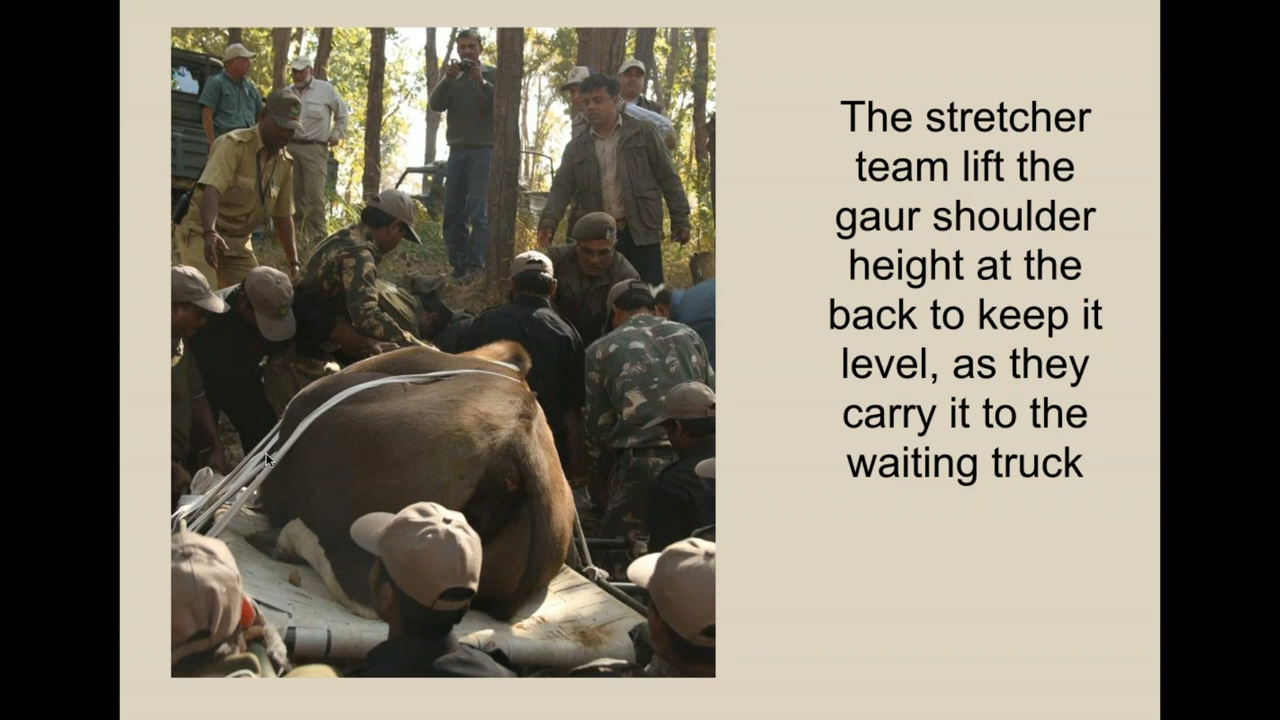 The stretcher
team lift the
gaur shoulder
height at the
back to keep it
level, as they
carry it to the
waiting truck